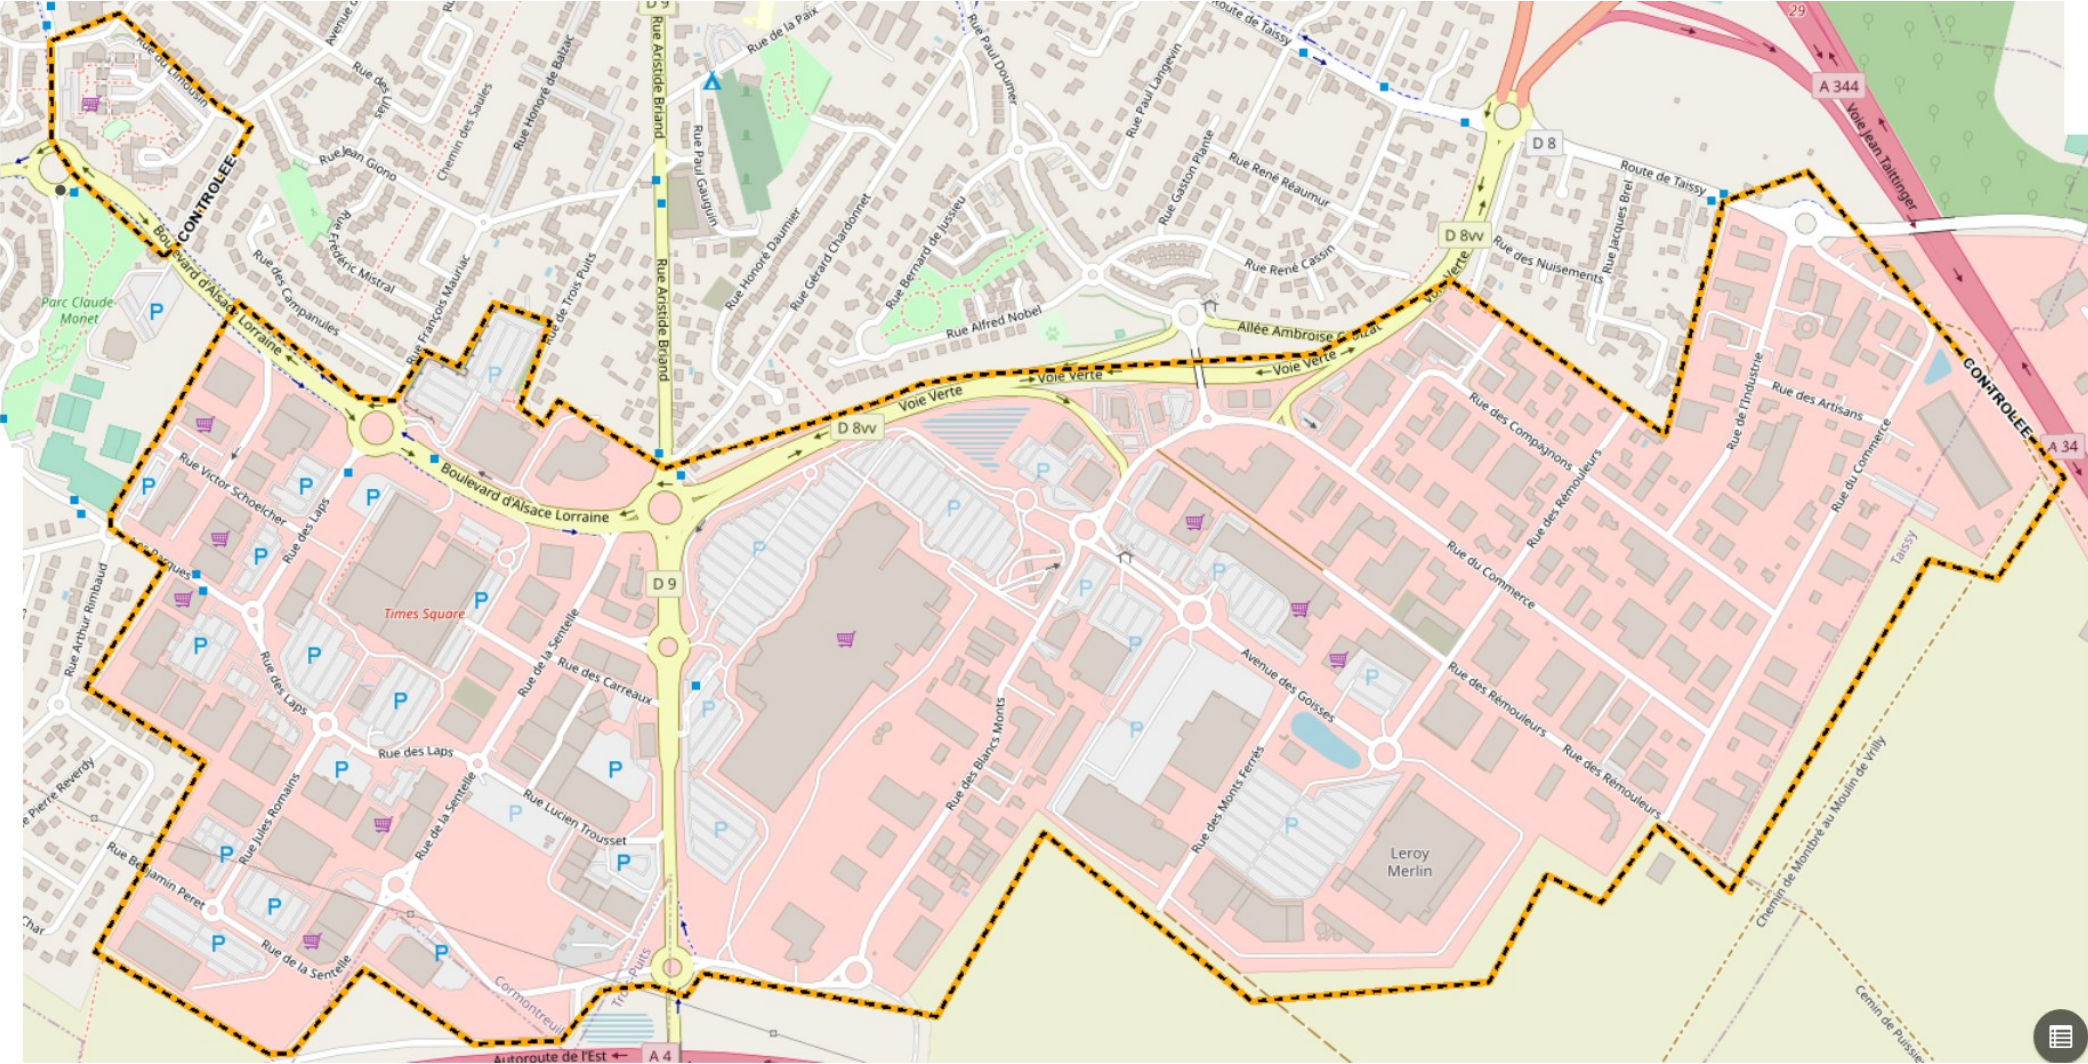 D 9
29
Rue de la Paix
Route de Taissy
Rue du Limousin
Rue des Lilas
Rue Honoré de Balzac
Rue Aristide Briand
Rue Paul Doumer
Rue Paul Langevin
A 344
Voie Jean Taittinger
Chemin des Saules
Rue Jean Giono
Rue Paul Gauguin
D 8
Route de Taissy
CONTROLEE
Rue Gaston Plante
Rue René Réaumur
Rue Jacques Brel
Rue Frédéric Mistral
Rue Honoré Daumier
Rue Gérard Chardonnet
Rue Bernard de Jussieu
Rue René Cassin
D 8vv
Rue des Nuisements
Boulevard d'Alsace Lorraine
Rue des Campanules
Rue François Mauriac
Rue de Trois Puits
Rue Aristide Briand
Voie Verte
Parc Claude-
Monet
P
Rue Alfred Nobel
Allée Ambroise Croizat
Voie Verte
Voie Verte
Voie Verte
P
CONTROLEE
Rue de l'Industrie
Rue des Artisans
D 8vv
Rue des Compagnons
Rue du Commerce
A 34
Rue Victor Schoelcher
P
P
P
Rue des Laps
Boulevard d'Alsace Lorraine
P
P
Rue des Rémouleurs
P
P
P
D 9
P
P
Rue du Commerce
Taissy
Rue Arthur Rimbaud
Times Square
P
P
P
P
Rue de la Sentelle
Rue des Carreaux
Rue des Laps
P
P
Avenue des Goisses
P
P
Rue des Rémouleurs
Rue des Laps
P
P
Rue des Blancs Monts
Rue des Monts Ferrés
Rue des Rémouleurs
Chemin de Montbré au Moulin de Vrilly
Pierre Reverdy
Rue Jules Romains
Rue de la Sentelle
P
Rue Lucien Trousset
P
P
P
P
Leroy
Merlin
Rue Benjamin Peret
P
P
P
Rue de la Sentelle
Cormontreuil
Trois-Puits
Autoroute de l'Est
A 4